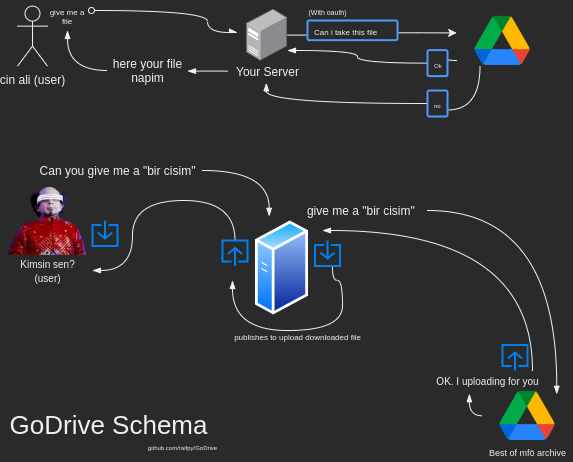 give me a
file
(With oauth)
Can i take this file
Ok
no
cin ali (user)
here your file
napim
Your Server
Can you give me a "bir cisim"
give me a "bir cisim"
Kimsin sen?
(user)
publishes to upload downloaded file
OK. I uploading for you
GoDrive Schema
github.com/raifpy/GoDrive
Best of mfö archive